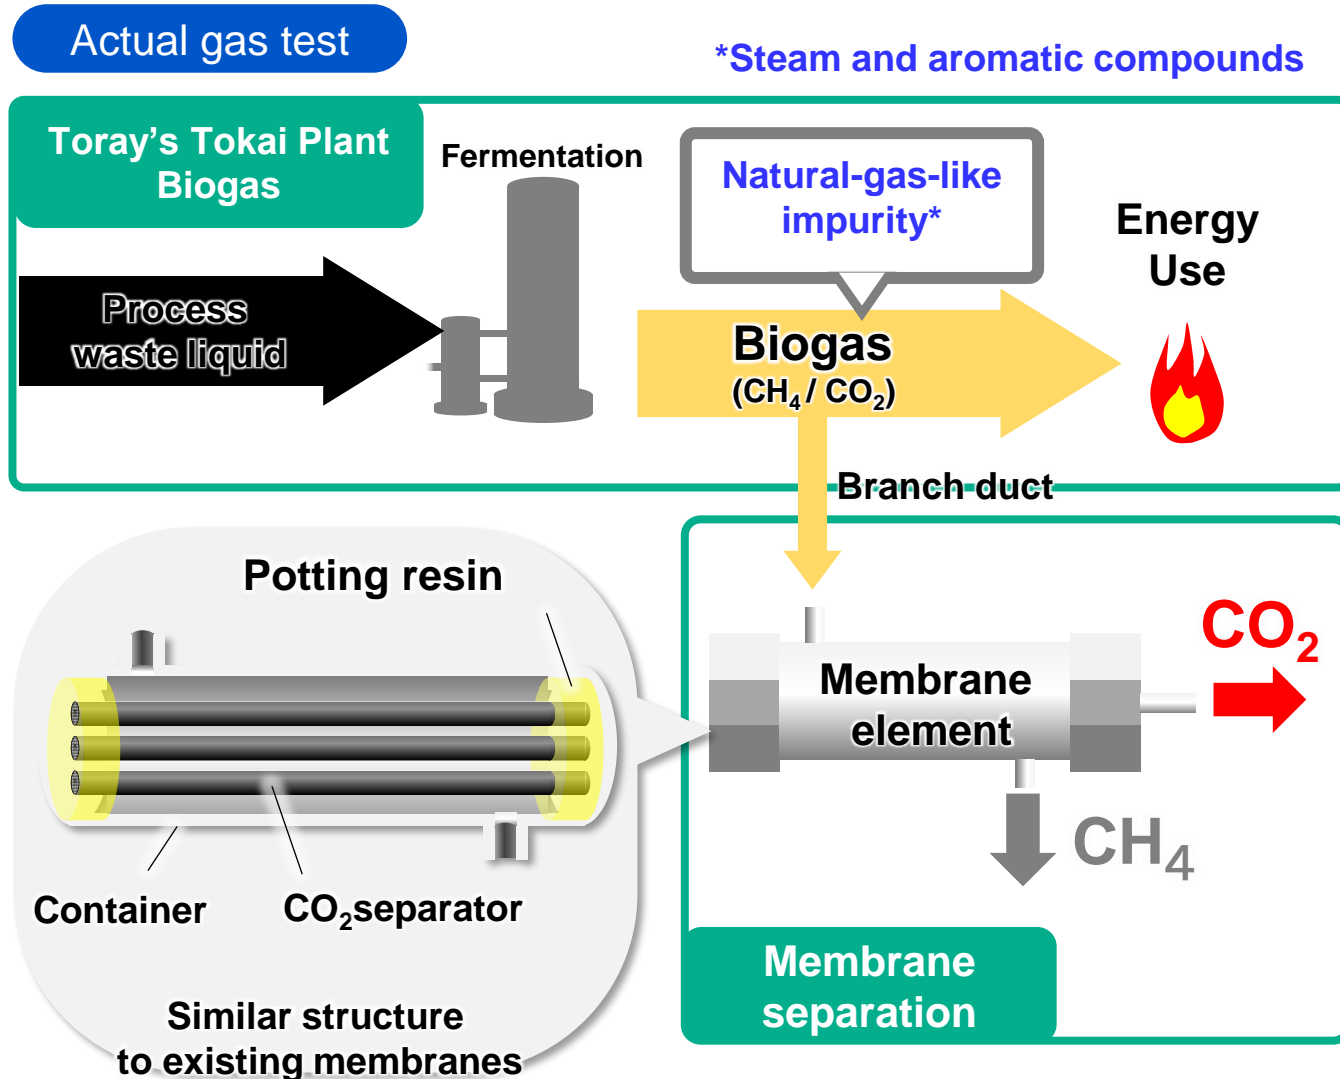 Actual gas test
*Steam and aromatic compounds
Toray’s Tokai Plant
Biogas
Fermentation
Natural-gas-like
impurity*
Energy
Use
Process
waste liquid
Biogas
(CH₄ / CO₂)
Branch duct
Potting resin
CO₂
Membrane
element
CH₄
Container
CO₂separator
Membrane
separation
Similar structure
to existing membranes